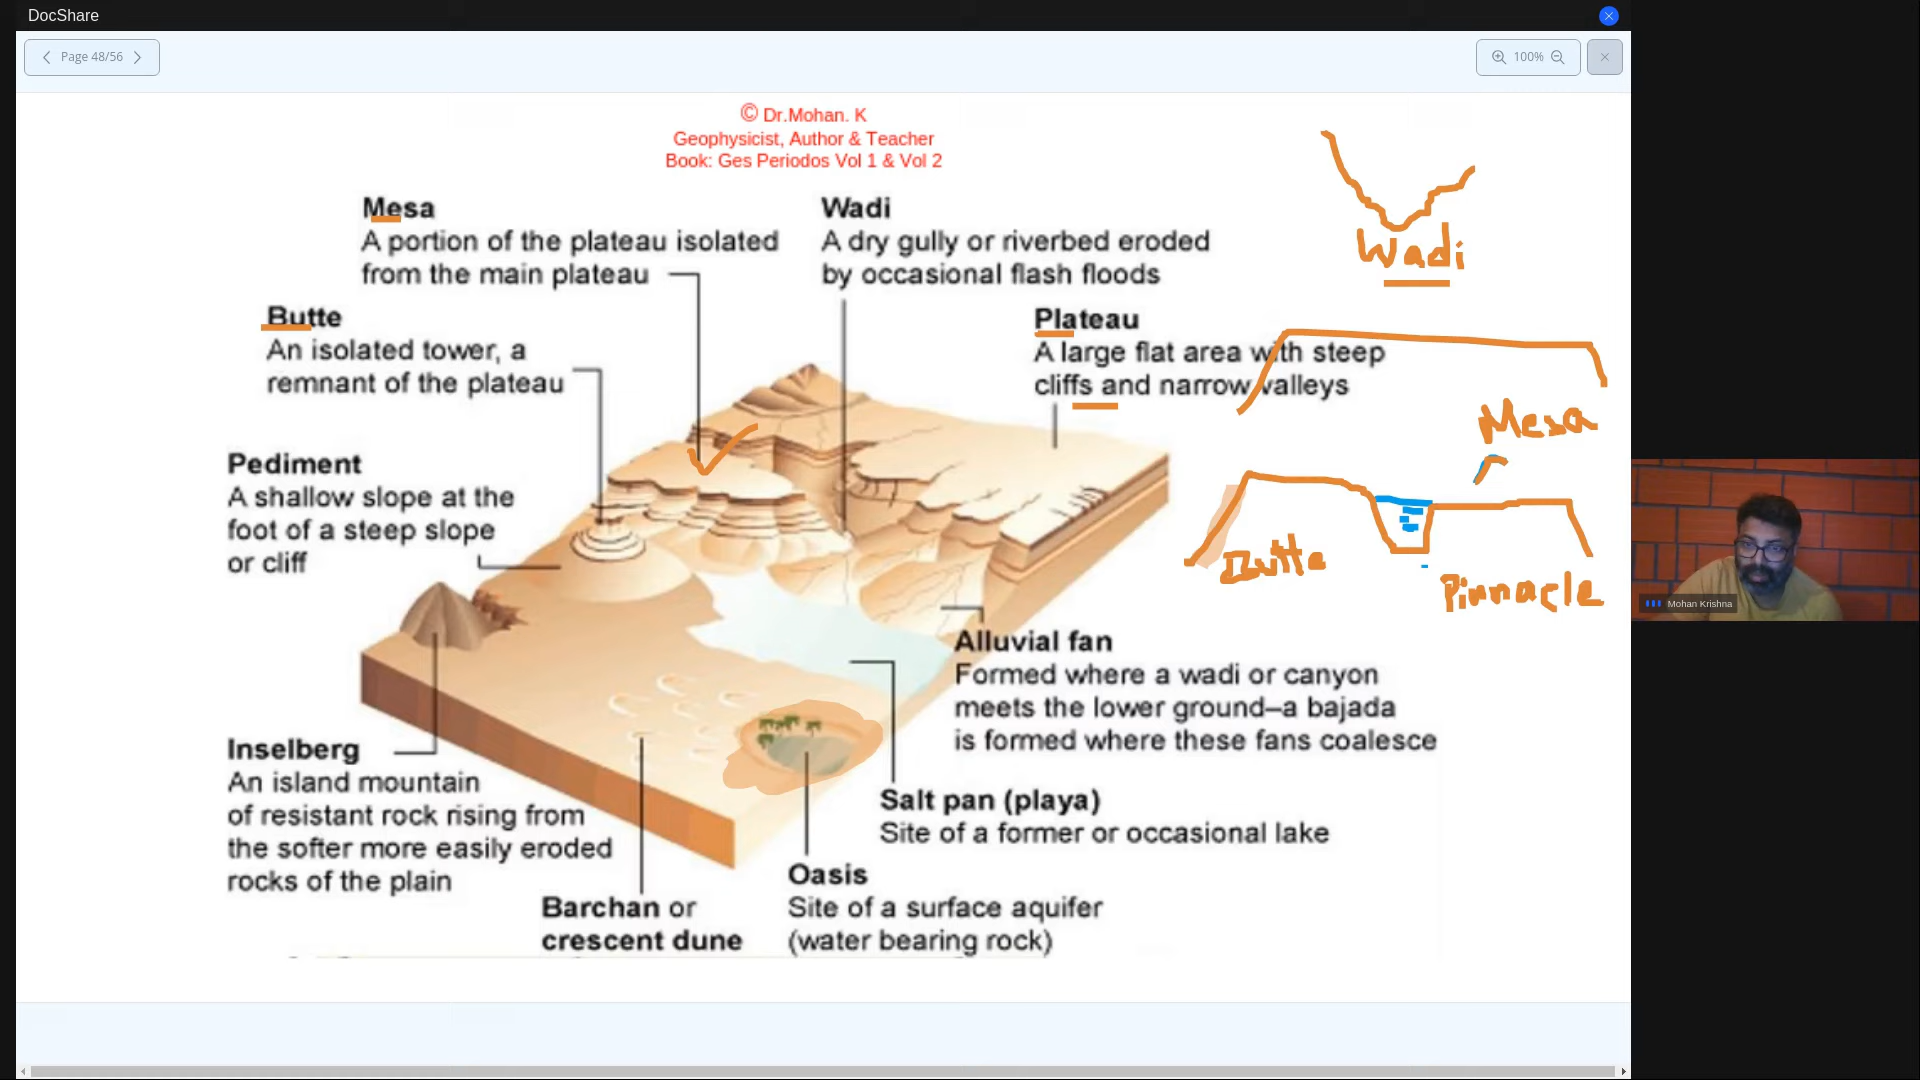 DocShare
Page 48/56
100%
© Dr.Mohan. K
Geophysicist, Author & Teacher
Book: Ges Periodos Vol 1 & Vol 2
Mesa
A portion of the plateau isolated
from the main plateau
Wadi
A dry gully or riverbed eroded
by occasional flash floods
Wadi
Butte
An isolated tower, a
remnant of the plateau
Plateau
A large flat area with steep
cliffs and narrow valleys
Mesa
Pediment
A shallow slope at the
foot of a steep slope
or cliff
Butte
Pinnacle
Mohan Krishna
Alluvial fan
Formed where a wadi or canyon
meets the lower ground–a bajada
is formed where these fans coalesce
Inselberg
An island mountain
of resistant rock rising from
the softer more easily eroded
rocks of the plain
Salt pan (playa)
Site of a former or occasional lake
Barchan or
crescent dune
Oasis
Site of a surface aquifer
(water bearing rock)